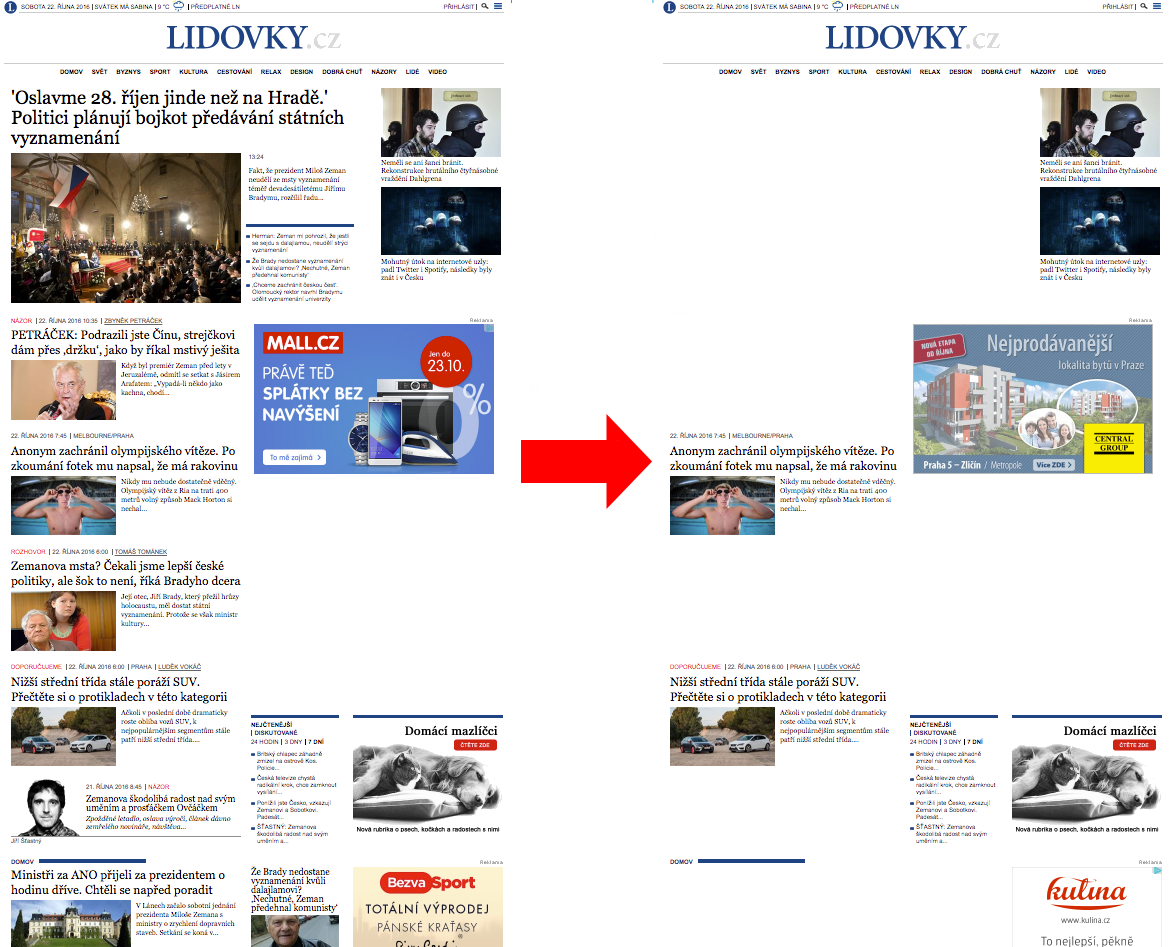 SOBOTA 22. ŘÍJNA 2016 | SVÁTEK MÁ SABINA | 9 °C | PŘEDPLATNÉ LN PŘIHLÁSIT |
LIDOVKY.cz
DOMOV SVĚT BYZNYS SPORT KULTURA CESTOVÁNÍ RELAX DESIGN DOBRÁ CHUŤ NÁZORY LIDÉ VIDEO
'Oslavme 28. říjen jinde než na Hradě.'
Politici plánují bojkot předávání státních
vyznamenání
13:24
Fakt, že prezident Miloš Zeman
neudělí ze msty vyznamenání
téměř devadesátiletému Jiřímu
Bradymu, rozčílil řadu...
Herman: Zeman mi pohrozil, že jestli
se sejdu s dalajlamou, neudělí strýci
vyznamenání
Že Brady nedostane vyznamenání
kvůli dalajlamovi? ‚Nechutné, Zeman
předehnal komunisty‘
‚Chceme zachránit českou čest‘.
Olomoucký rektor navrhl Bradymu
udělit vyznamenání univerzity
Neměli se ani šanci bránit.
Rekonstrukce brutálního čtyřnásobné
vraždění Dahlgrena
Mohutný útok na internetové uzly:
padl Twitter i Spotify, následky byly
znát i v Česku
NÁZOR | 22. ŘÍJNA 2016 10:35 | ZBYNĚK PETRÁČEK
PETRÁČEK: Podrazili jste Čínu, strejčkovi
dám přes ‚držku‘, jako by říkal mstivý ješita
Když byl premiér Zeman před lety v
Jeruzalémě, odmítl se setkat s Jásirem
Arafatem: „Vypadá-li někdo jako
kachna, chodí...
Reklama
MALL.CZ
Jen do
23.10.
PRÁVĚ TEĎ
SPLÁTKY BEZ
NAVÝŠENÍ
0%
To mě zajímá >
22. ŘÍJNA 2016 7:45 | MELBOURNE/PRAHA
Anonym zachránil olympijského vítěze. Po
zkoumání fotek mu napsal, že má rakovinu
Nikdy mu nebude dostatečně vděčný.
Olympijský vítěz z Ria na trati 400
metrů volný způsob Mack Horton si
nechal...
ROZHOVOR | 22. ŘÍJNA 2016 6:00 | TOMÁŠ TOMÁNEK
Zemanova msta? Čekali jsme lepší české
politiky, ale šok to není, říká Bradyho dcera
Její otec, Jiří Brady, který přežil hrůzy
holocaustu, měl dostat státní
vyznamenání. Protože se však ministr
kultury...
DOPORUČUJEME | 22. ŘÍJNA 2016 6:00 | PRAHA | LUDĚK VOKÁČ
Nižší střední třída stále poráží SUV.
Přečtěte si o protikladech v této kategorii
Ačkoli v poslední době dramaticky
roste obliba vozů SUV, k
nejpopulárnějším segmentům stále
patří nižší střední třída....
21. ŘÍJNA 2016 8:45 | NÁZOR
Zemanova škodolibá radost nad svým
uměním a prosťáčkem Ovčáčkem
Zpožděné letadlo, oslava výročí, článek dávno
zemřelého novináře, návštěva...
Jiří Šťastný
NEJČTENĚJŠÍ
| DISKUTOVANÉ
24 HODIN | 3 DNY | 7 DNÍ
Britský chlapec záhadně
zmizel na ostrově Kos.
Policie...
Česká televize chystá
radikální krok, chce zamknout
vysílání...
Ponížili jste Česko, vzkazují
Zemanovi a Sobotkovi.
Padesát...
ŠŤASTNÝ: Zemanova
škodolibá radost nad svým
uměním a...
Domácí mazlíčci
ČTĚTE ZDE
Nová rubrika o psech, kočkách a radostech s nimi
DOMOV
Ministři za ANO přijeli za prezidentem o
hodinu dříve. Chtěli se napřed poradit
V Lánech začalo sobotní jednání
prezidenta Miloše Zemana s
ministry o zrychlení dopravních
staveb. Setkání se koná v...
Že Brady nedostane
vyznamenání kvůli
dalajlamovi?
‚Nechutné, Zeman
předehnal komunisty‘
Reklama
BezvaSport
TOTÁLNÍ VÝPRODEJ
PÁNSKÉ KRAŤASY
SOBOTA 22. ŘÍJNA 2016 | SVÁTEK MÁ SABINA | 9 °C | PŘEDPLATNÉ LN PŘIHLÁSIT |
LIDOVKY.cz
DOMOV SVĚT BYZNYS SPORT KULTURA CESTOVÁNÍ RELAX DESIGN DOBRÁ CHUŤ NÁZORY LIDÉ VIDEO
Neměli se ani šanci bránit.
Rekonstrukce brutálního čtyřnásobné
vraždění Dahlgrena
Mohutný útok na internetové uzly:
padl Twitter i Spotify, následky byly
znát i v Česku
Reklama
NOVÁ ETAPA
OD ŘÍJNA
Nejprodávanější
lokalita bytů v Praze
CENTRAL
GROUP
Praha 5 – Zličín / Metropole Více ZDE >
22. ŘÍJNA 2016 7:45 | MELBOURNE/PRAHA
Anonym zachránil olympijského vítěze. Po
zkoumání fotek mu napsal, že má rakovinu
Nikdy mu nebude dostatečně vděčný.
Olympijský vítěz z Ria na trati 400
metrů volný způsob Mack Horton si
nechal...
DOPORUČUJEME | 22. ŘÍJNA 2016 6:00 | PRAHA | LUDĚK VOKÁČ
Nižší střední třída stále poráží SUV.
Přečtěte si o protikladech v této kategorii
Ačkoli v poslední době dramaticky
roste obliba vozů SUV, k
nejpopulárnějším segmentům stále
patří nižší střední třída....
NEJČTENĚJŠÍ
| DISKUTOVANÉ
24 HODIN | 3 DNY | 7 DNÍ
Britský chlapec záhadně
zmizel na ostrově Kos.
Policie...
Česká televize chystá
radikální krok, chce zamknout
vysílání...
Ponížili jste Česko, vzkazují
Zemanovi a Sobotkovi.
Padesát...
ŠŤASTNÝ: Zemanova
škodolibá radost nad svým
uměním a...
Domácí mazlíčci
ČTĚTE ZDE
Nová rubrika o psech, kočkách a radostech s nimi
DOMOV
Reklama
kulina
www.kulina.cz
To nejlepší, pěkně